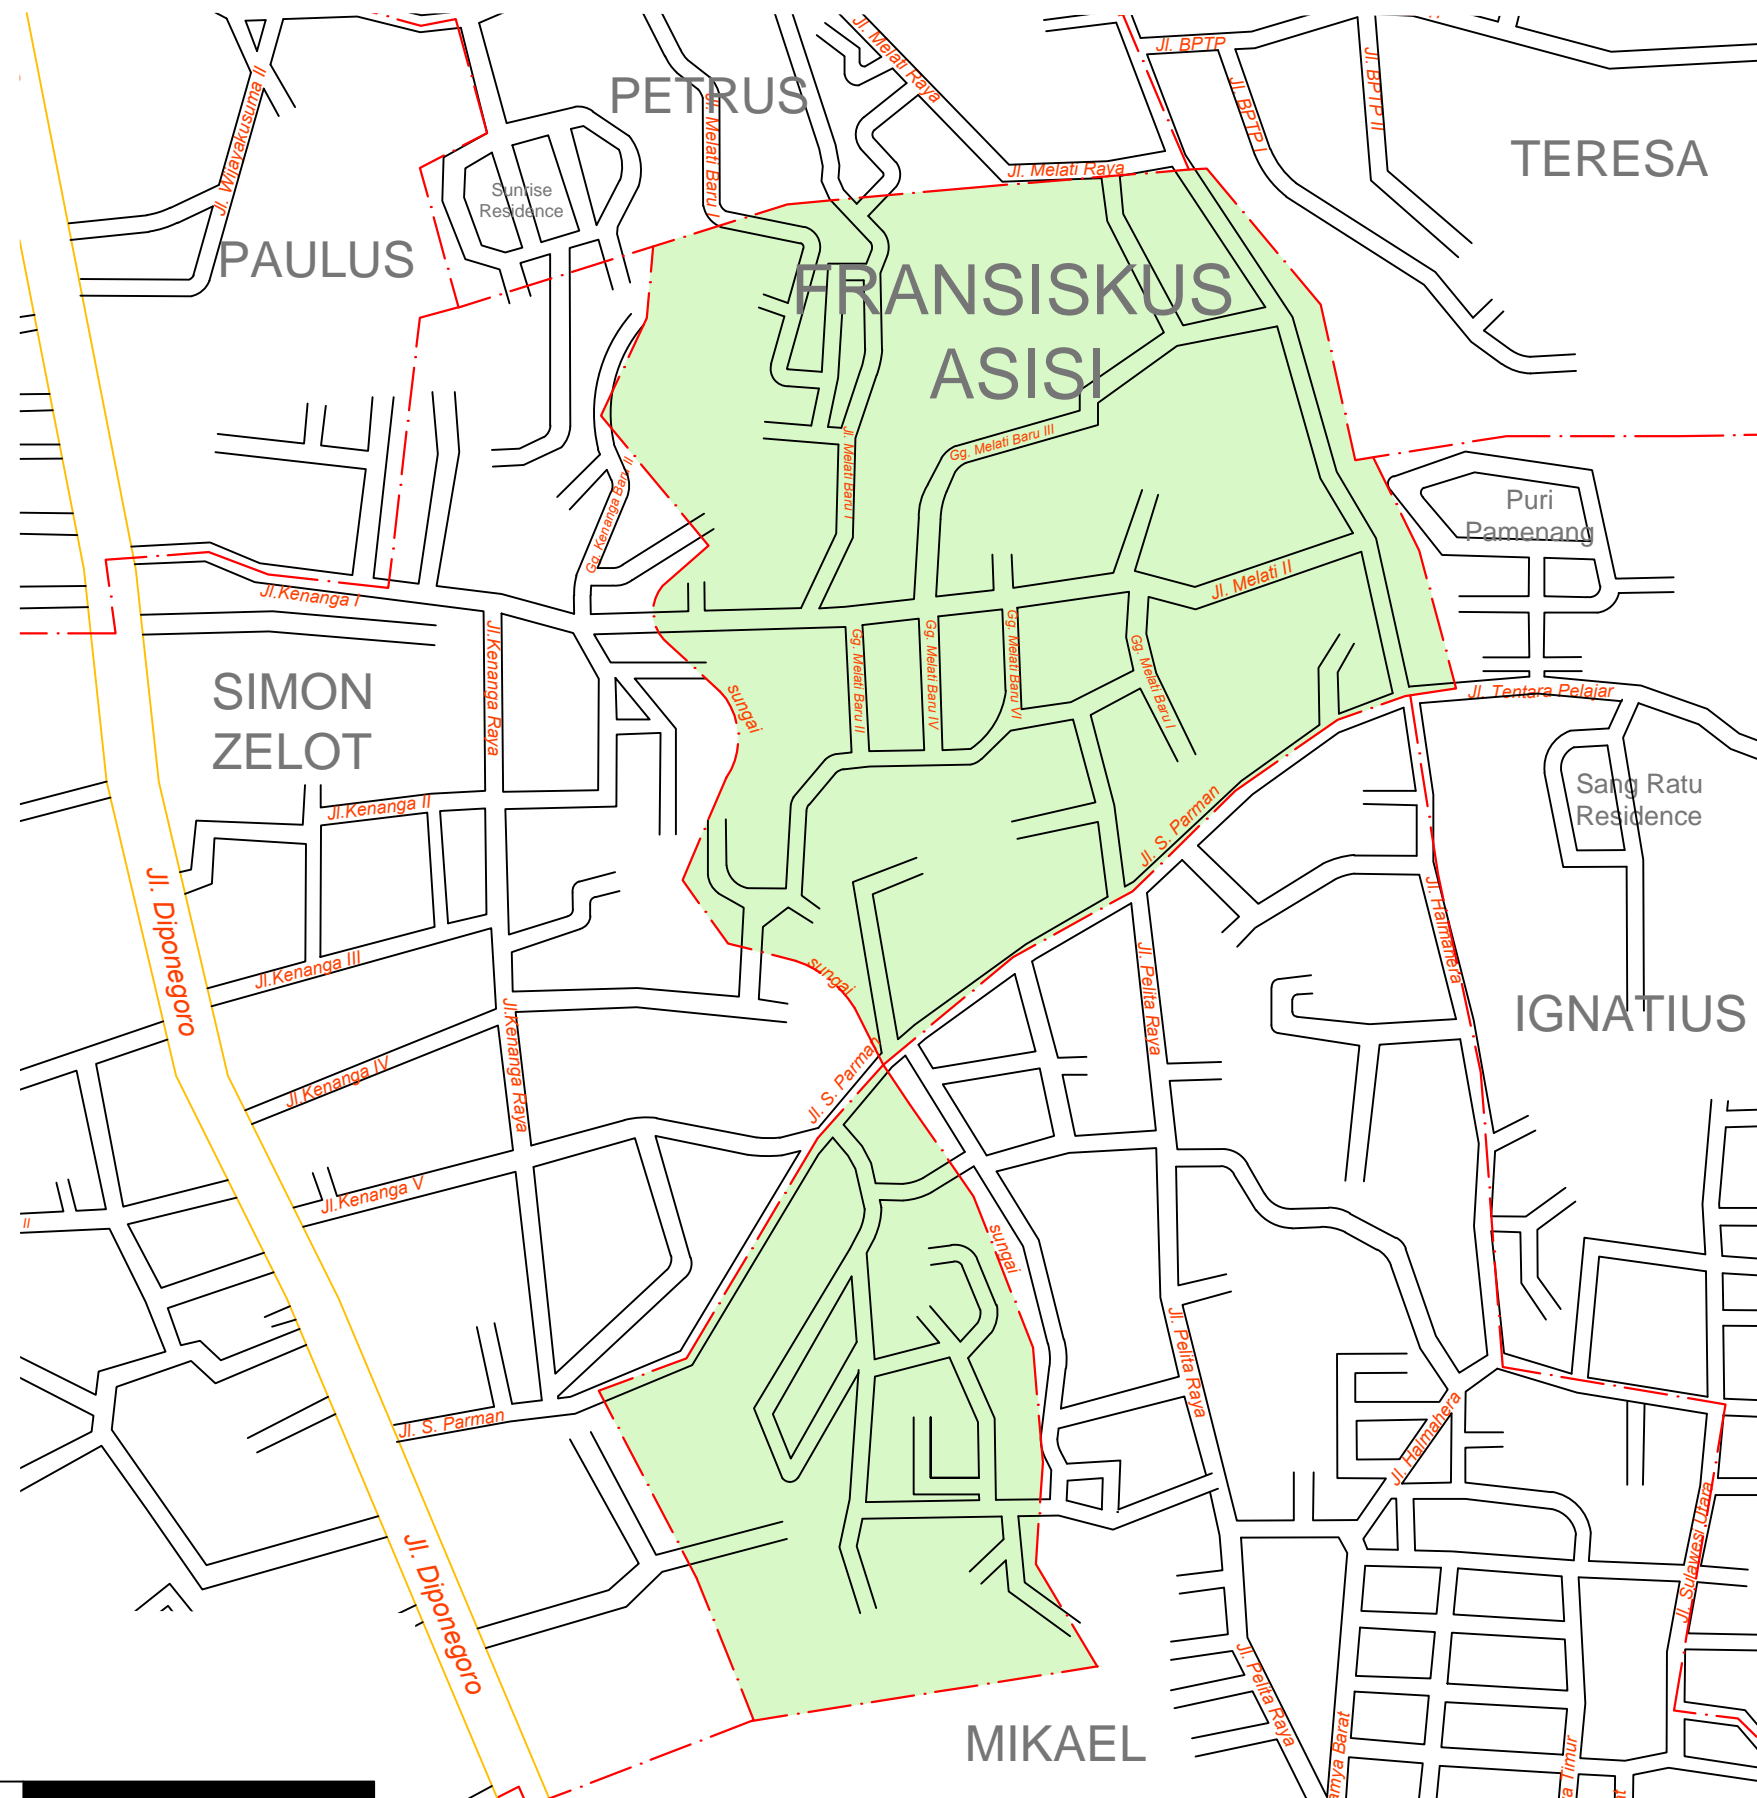 Jl. Melati Raya
Jl. BPTP
Jl. BPTP I
Jl. BPTP II
Jl. Wijayakusuma II
PETRUS
Jl. Melati Baru I
TERESA
Jl. Melati Raya
Sunrise
Residence
PAULUS
FRANSISKUS
ASISI
Gg. Melati Baru III
Jl. Melati Baru I
Gg. Kenanga Baru II
Puri
Pamenang
Jl.Kenanga I
Jl. Melati II
Jl.Kenanga Raya
Gg. Melati Baru II
Gg. Melati Baru IV
Gg. Melati Baru VI
Gg. Melati Baru I
SIMON
ZELOT
sungai
Jl. Tentara Pelajar
Jl.Kenanga II
Sang Ratu
Residence
Jl. S. Parman
Jl. Diponegoro
Jl. Halmahera
Jl.Kenanga III
sungai
Jl. Pelita Raya
IGNATIUS
Jl.Kenanga IV
Jl.Kenanga Raya
Jl. S. Parman
Jl.Kenanga V
II
sungai
Jl. Pelita Raya
Jl. S. Parman
Jl. Halmahera
Jl. Sulawesi Utara
Jl. Diponegoro
Jl. Pelita Raya
MIKAEL
amya Barat
a Timur